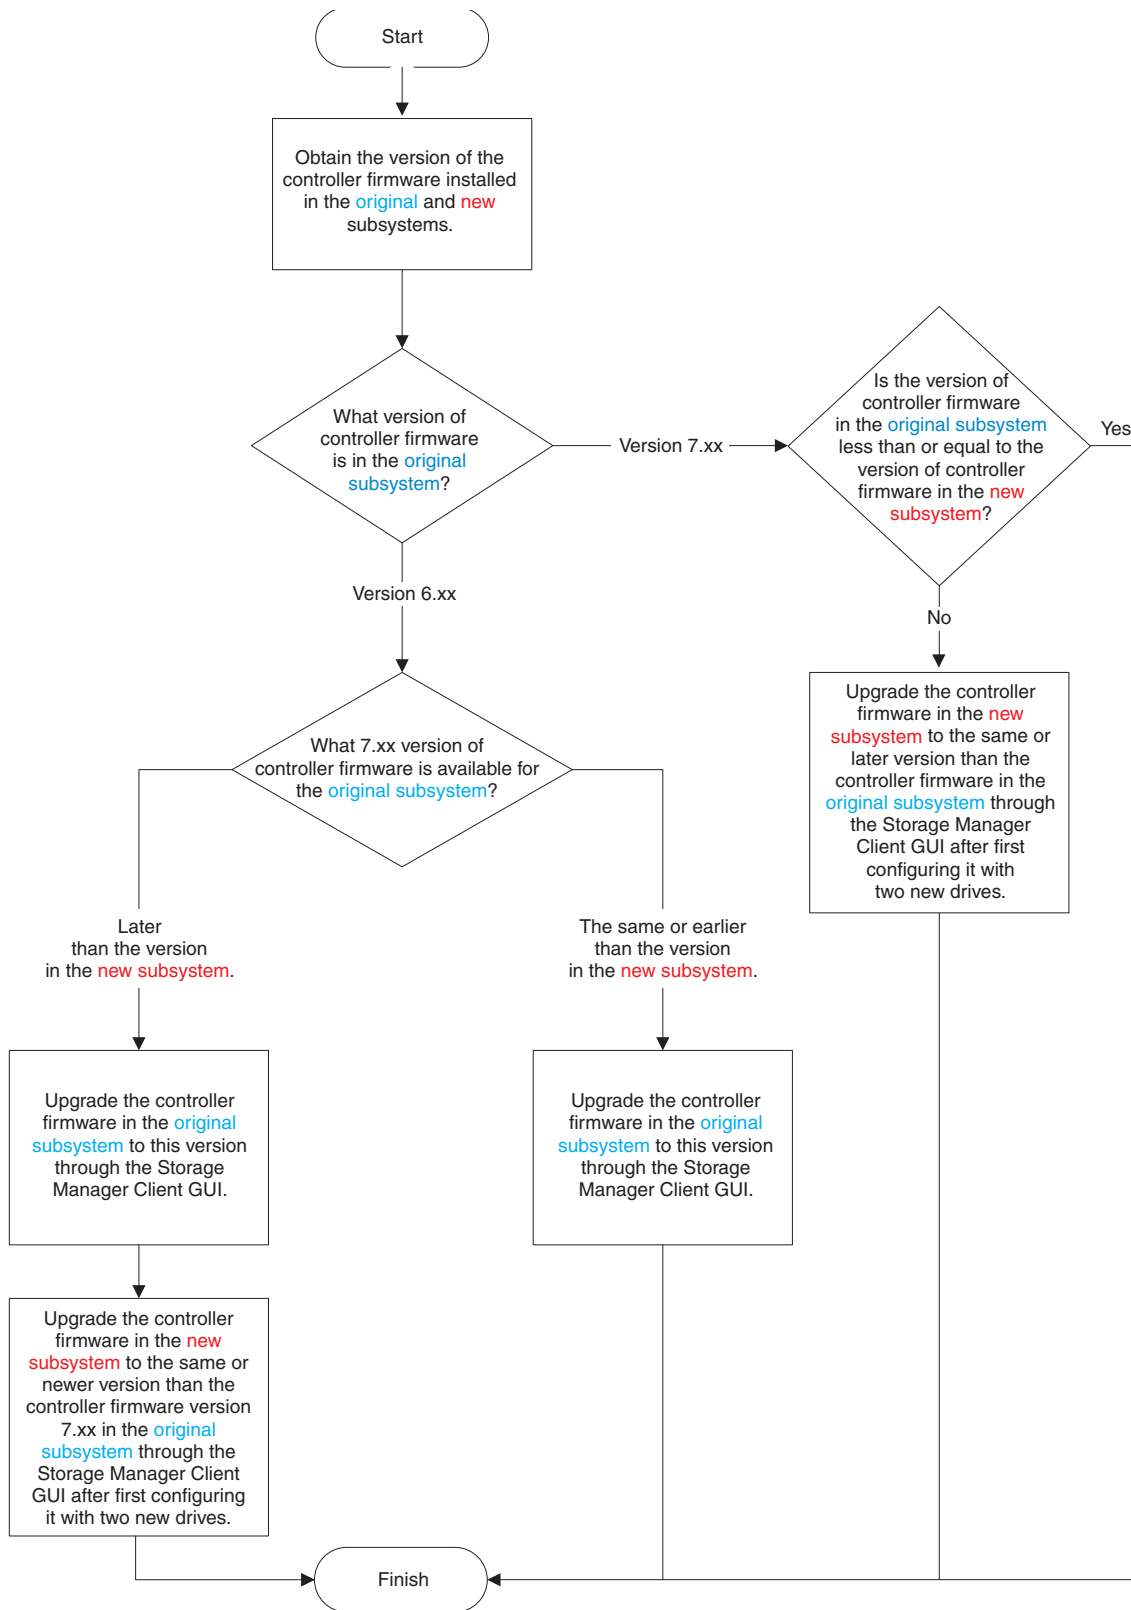 Start
Obtain the version of the
controller firmware installed
in the original and new
subsystems.
What version of
controller firmware
is in the original
subsystem?
Version 7.xx
Is the version of
controller firmware
in the original subsystem
less than or equal to the
version of controller
firmware in the new
subsystem?
Yes
Version 6.xx
No
What 7.xx version of
controller firmware is available for
the original subsystem?
Upgrade the controller
firmware in the new
subsystem to the same or
later version than the
controller firmware in the
original subsystem through
the Storage Manager
Client GUI after first
configuring it with
two new drives.
Later
than the version
in the new subsystem.
The same or earlier
than the version
in the new subsystem.
Upgrade the controller
firmware in the original
subsystem to this version
through the Storage
Manager Client GUI.
Upgrade the controller
firmware in the original
subsystem to this version
through the Storage
Manager Client GUI.
Upgrade the controller
firmware in the new
subsystem to the same or
newer version than the
controller firmware version
7.xx in the original
subsystem through the
Storage Manager Client
GUI after first configuring
it with two new drives.
Finish